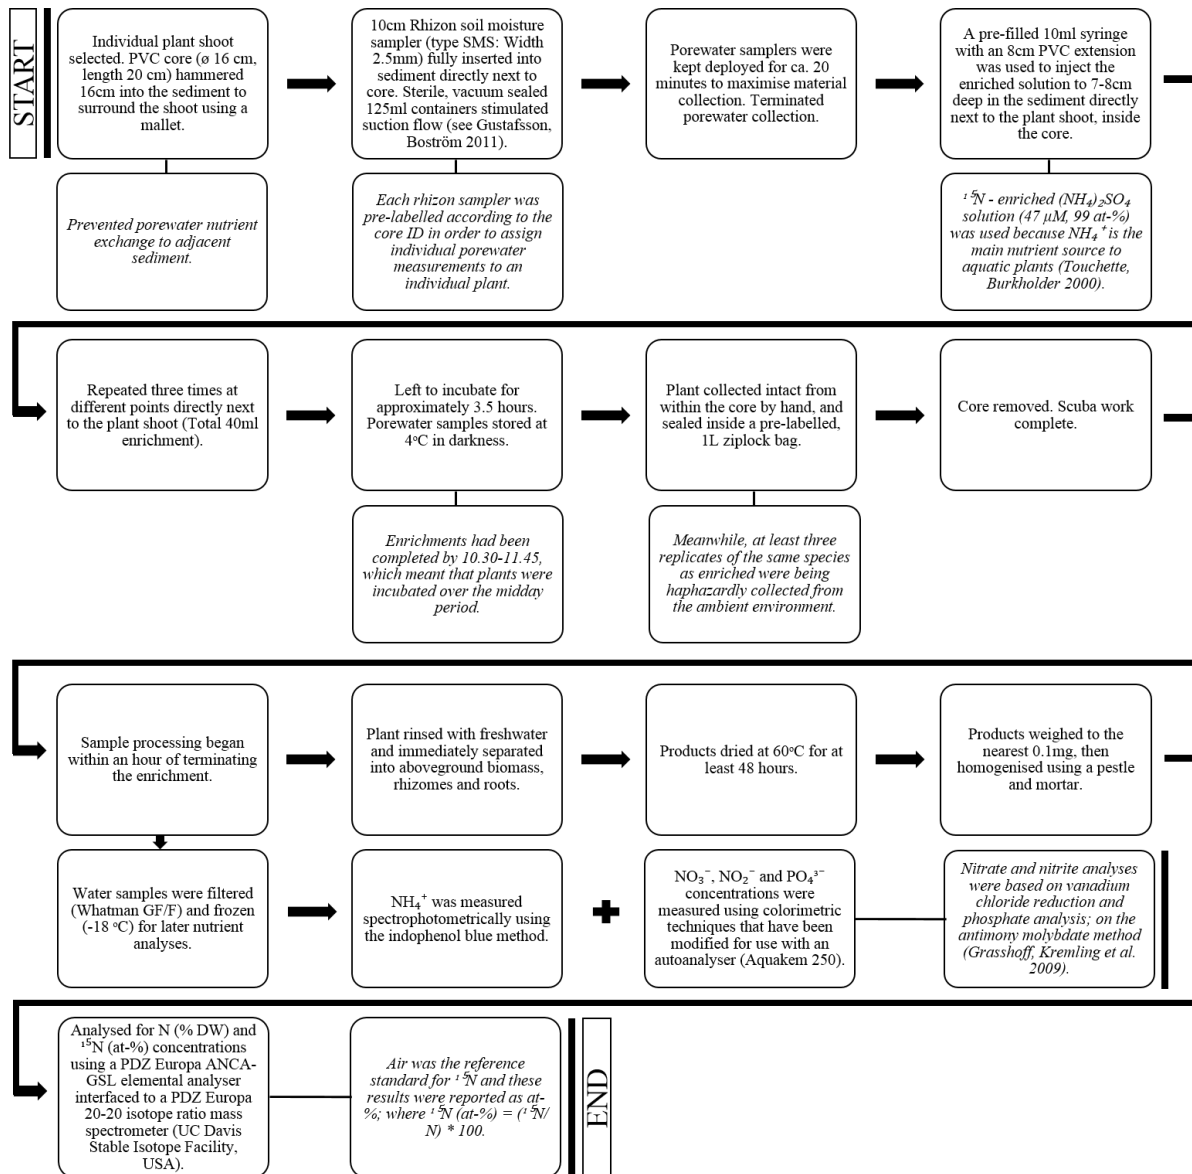 START
Individual plant shoot
selected. PVC core (ø 16 cm,
length 20 cm) hammered
16cm into the sediment to
surround the shoot using a
mallet.
10cm Rhizon soil moisture
sampler (type SMS: Width
2.5mm) fully inserted into
sediment directly next to
core. Sterile, vacuum sealed
125ml containers stimulated
suction flow (see Gustafsson,
Boström 2011).
Porewater samplers were
kept deployed for ca. 20
minutes to maximise material
collection. Terminated
porewater collection.
A pre-filled 10ml syringe
with an 8cm PVC extension
was used to inject the
enriched solution to 7-8cm
deep in the sediment directly
next to the plant shoot, inside
the core.
Prevented porewater nutrient
exchange to adjacent
sediment.
Each rhizon sampler was
pre-labelled according to the
core ID in order to assign
individual porewater
measurements to an
individual plant.
¹⁵N - enriched (NH₄)₂SO₄
solution (47 µM, 99 at-%)
was used because NH₄⁺ is the
main nutrient source to
aquatic plants (Touchette,
Burkholder 2000).
Repeated three times at
different points directly next
to the plant shoot (Total 40ml
enrichment).
Left to incubate for
approximately 3.5 hours.
Porewater samples stored at
4°C in darkness.
Plant collected intact from
within the core by hand, and
sealed inside a pre-labelled,
1L ziplock bag.
Core removed. Scuba work
complete.
Enrichments had been
completed by 10.30-11.45,
which meant that plants were
incubated over the midday
period.
Meanwhile, at least three
replicates of the same species
as enriched were being
haphazardly collected from
the ambient environment.
Sample processing began
within an hour of terminating
the enrichment.
Plant rinsed with freshwater
and immediately separated
into aboveground biomass,
rhizomes and roots.
Products dried at 60°C for at
least 48 hours.
Products weighed to the
nearest 0.1mg, then
homogenised using a pestle
and mortar.
Water samples were filtered
(Whatman GF/F) and frozen
(-18 °C) for later nutrient
analyses.
NH₄⁺ was measured
spectrophotometrically using
the indophenol blue method.
NO₃⁻, NO₂⁻ and PO₄³⁻
concentrations were
measured using colorimetric
techniques that have been
modified for use with an
autoanalyser (Aquakem 250).
Nitrate and nitrite analyses
were based on vanadium
chloride reduction and
phosphate analysis; on the
antimony molybdate method
(Grasshoff, Kremling et al.
2009).
Analysed for N (% DW) and
¹⁵N (at-%) concentrations
using a PDZ Europa ANCA-
GSL elemental analyser
interfaced to a PDZ Europa
20-20 isotope ratio mass
spectrometer (UC Davis
Stable Isotope Facility,
USA).
Air was the reference
standard for ¹⁵N and these
results were reported as at-
%; where ¹⁵N (at-%) = (¹⁵N/
N) * 100.
END